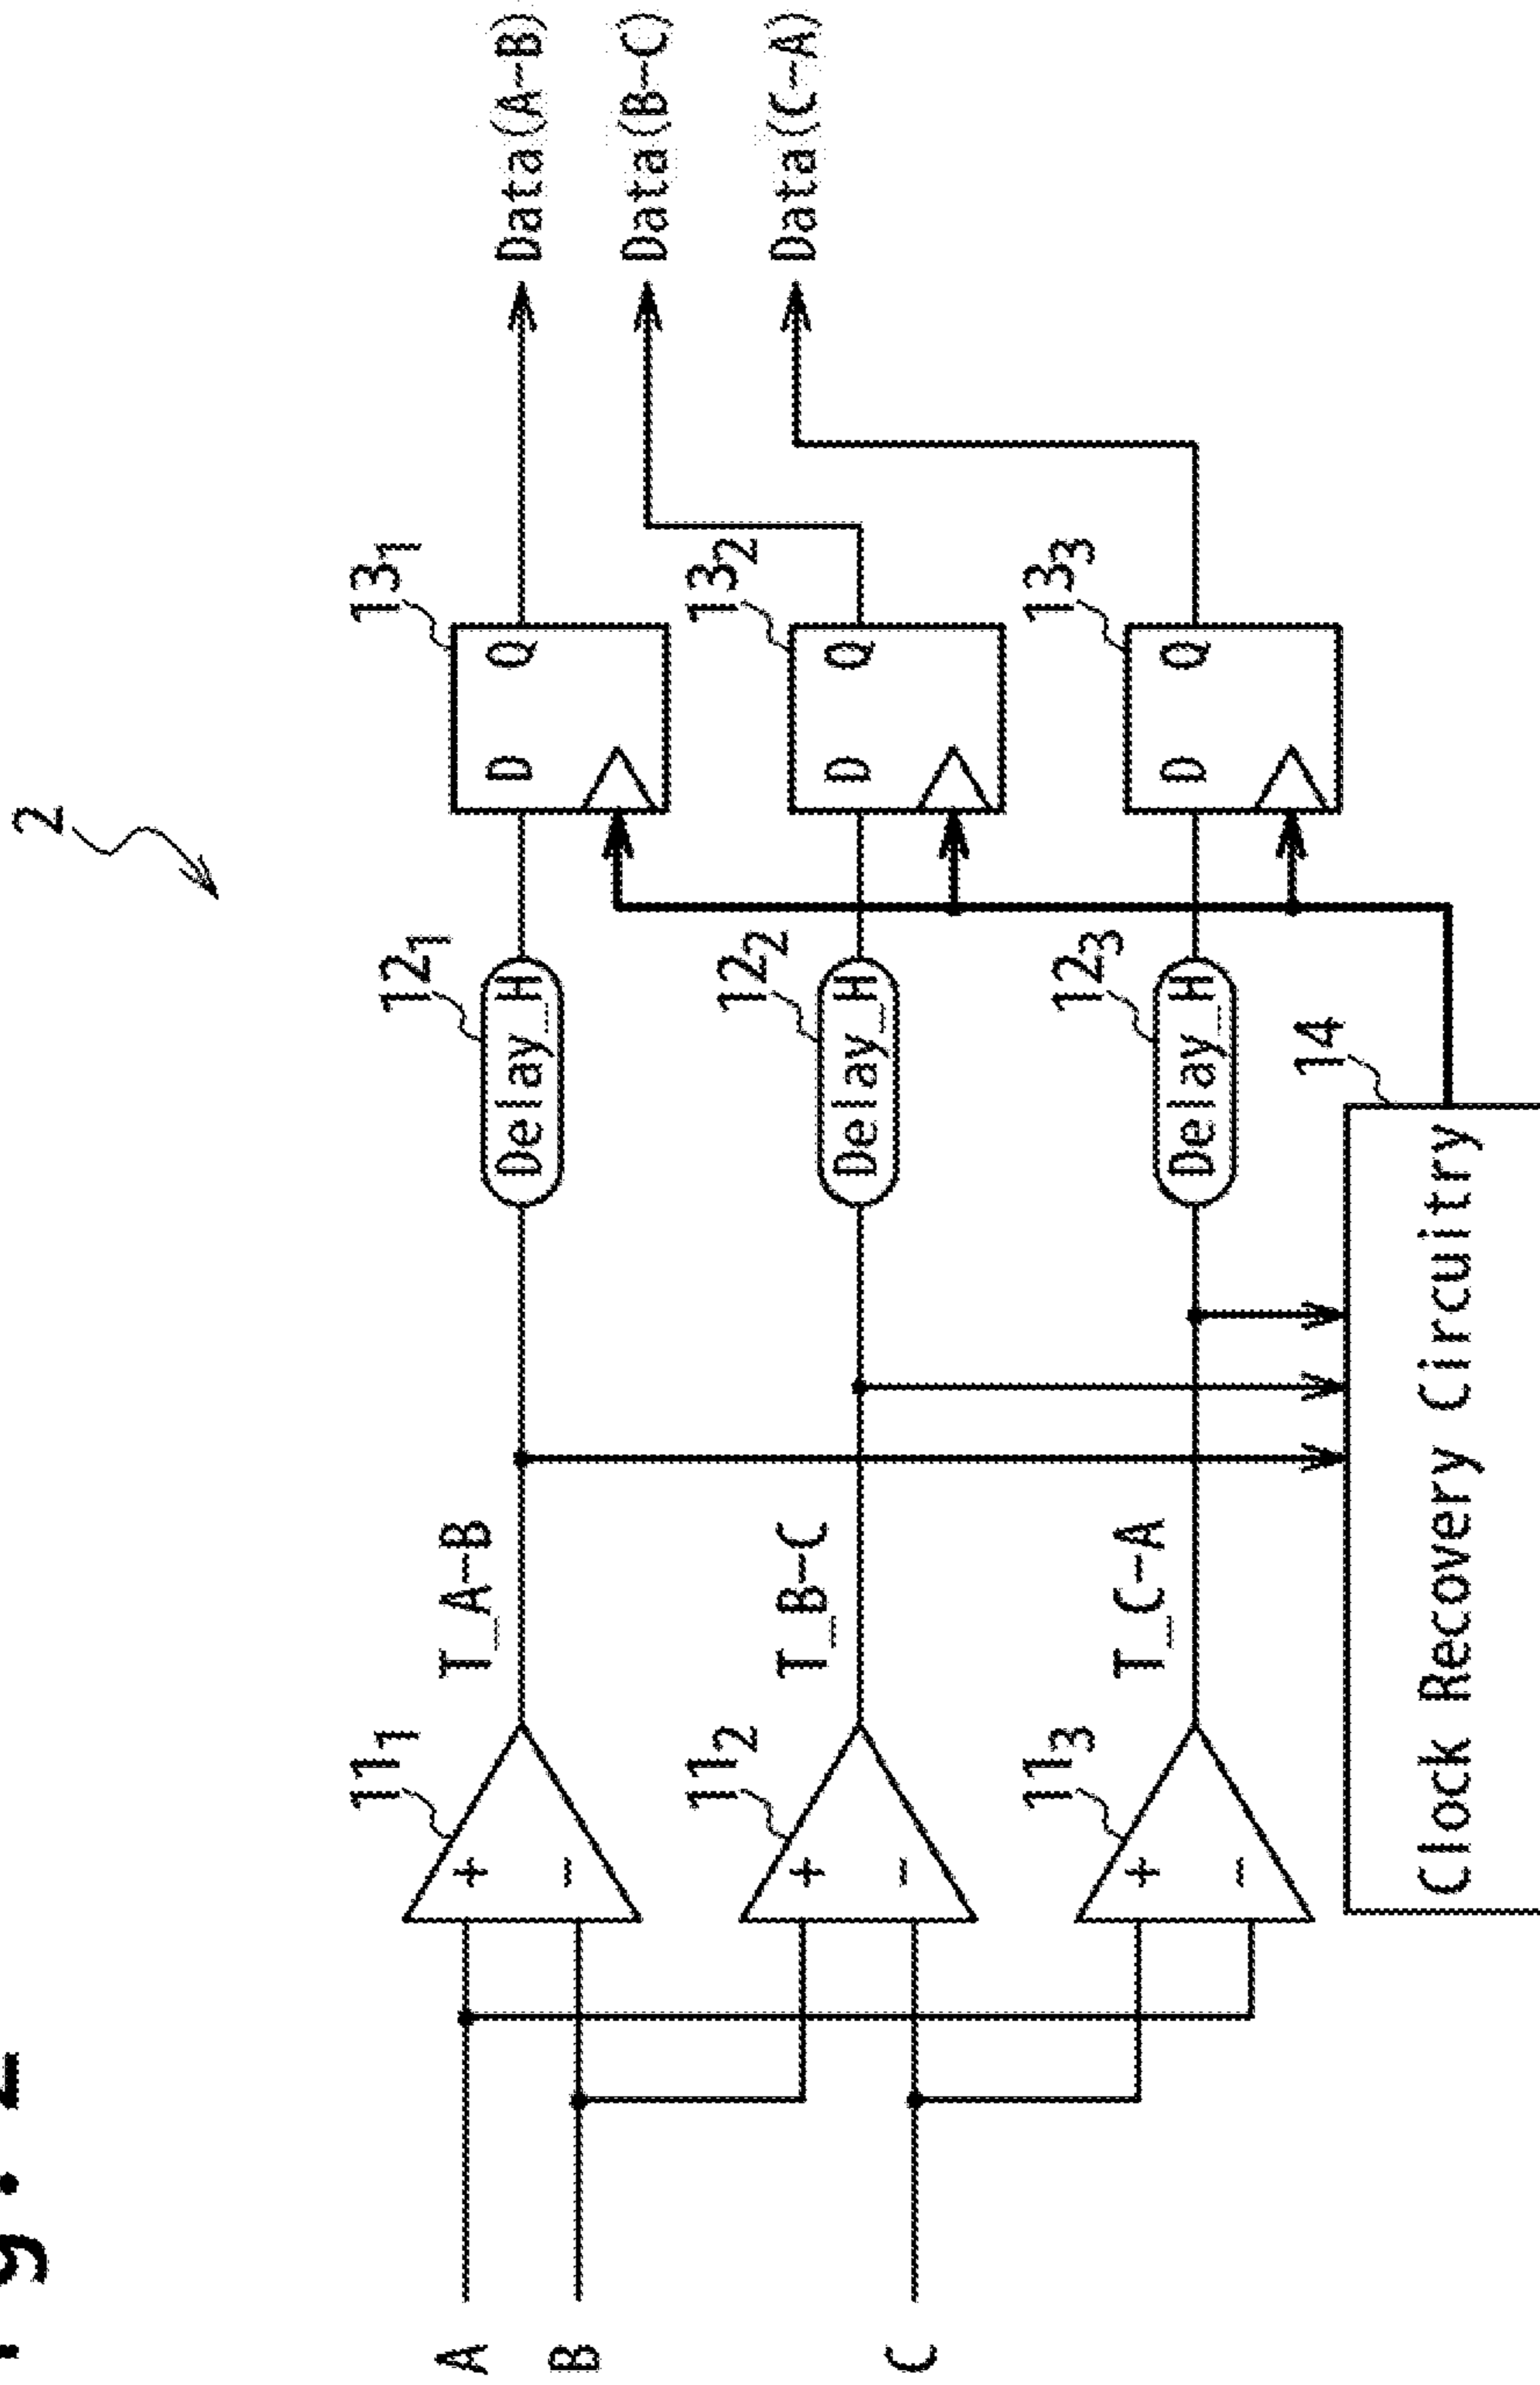 2
A
B
C
11₁
+
−
T_A-B
11₂
+
−
T_B-C
11₃
+
−
T_C-A
12₁
Delay_H
12₂
Delay_H
12₃
Delay_H
13₁
D Q
13₂
D Q
13₃
D Q
Data(A-B)
Data(B-C)
Data(C-A)
14
Clock Recovery Circuitry